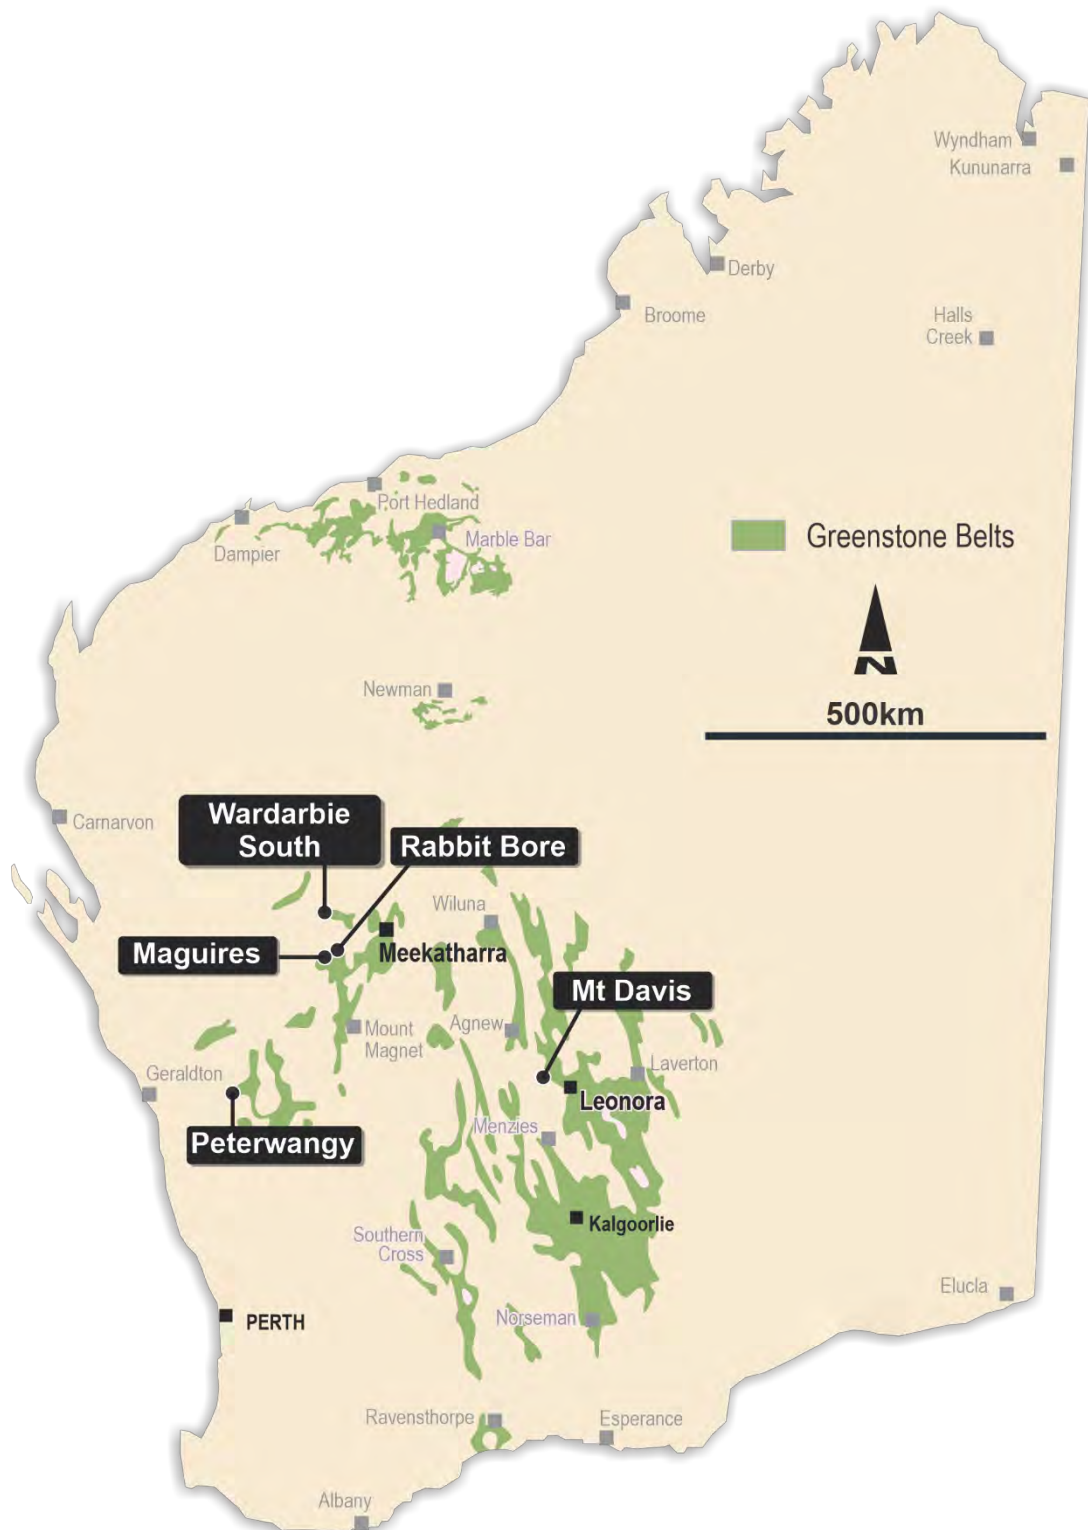 Wyndham
Kununarra
Derby
Broome
Halls
Creek
Port Hedland
Dampier
Marble Bar
Greenstone Belts
N
500km
Newman
Carnarvon
Wardarbie
South
Rabbit Bore
Wiluna
Meekatharra
Maguires
Mt Davis
Mount
Magnet
Agnew
Laverton
Geraldton
Leonora
Menzies
Peterwangy
Kalgoorlie
Southern
Cross
Elucla
Norseman
PERTH
Ravensthorpe
Esperance
Albany